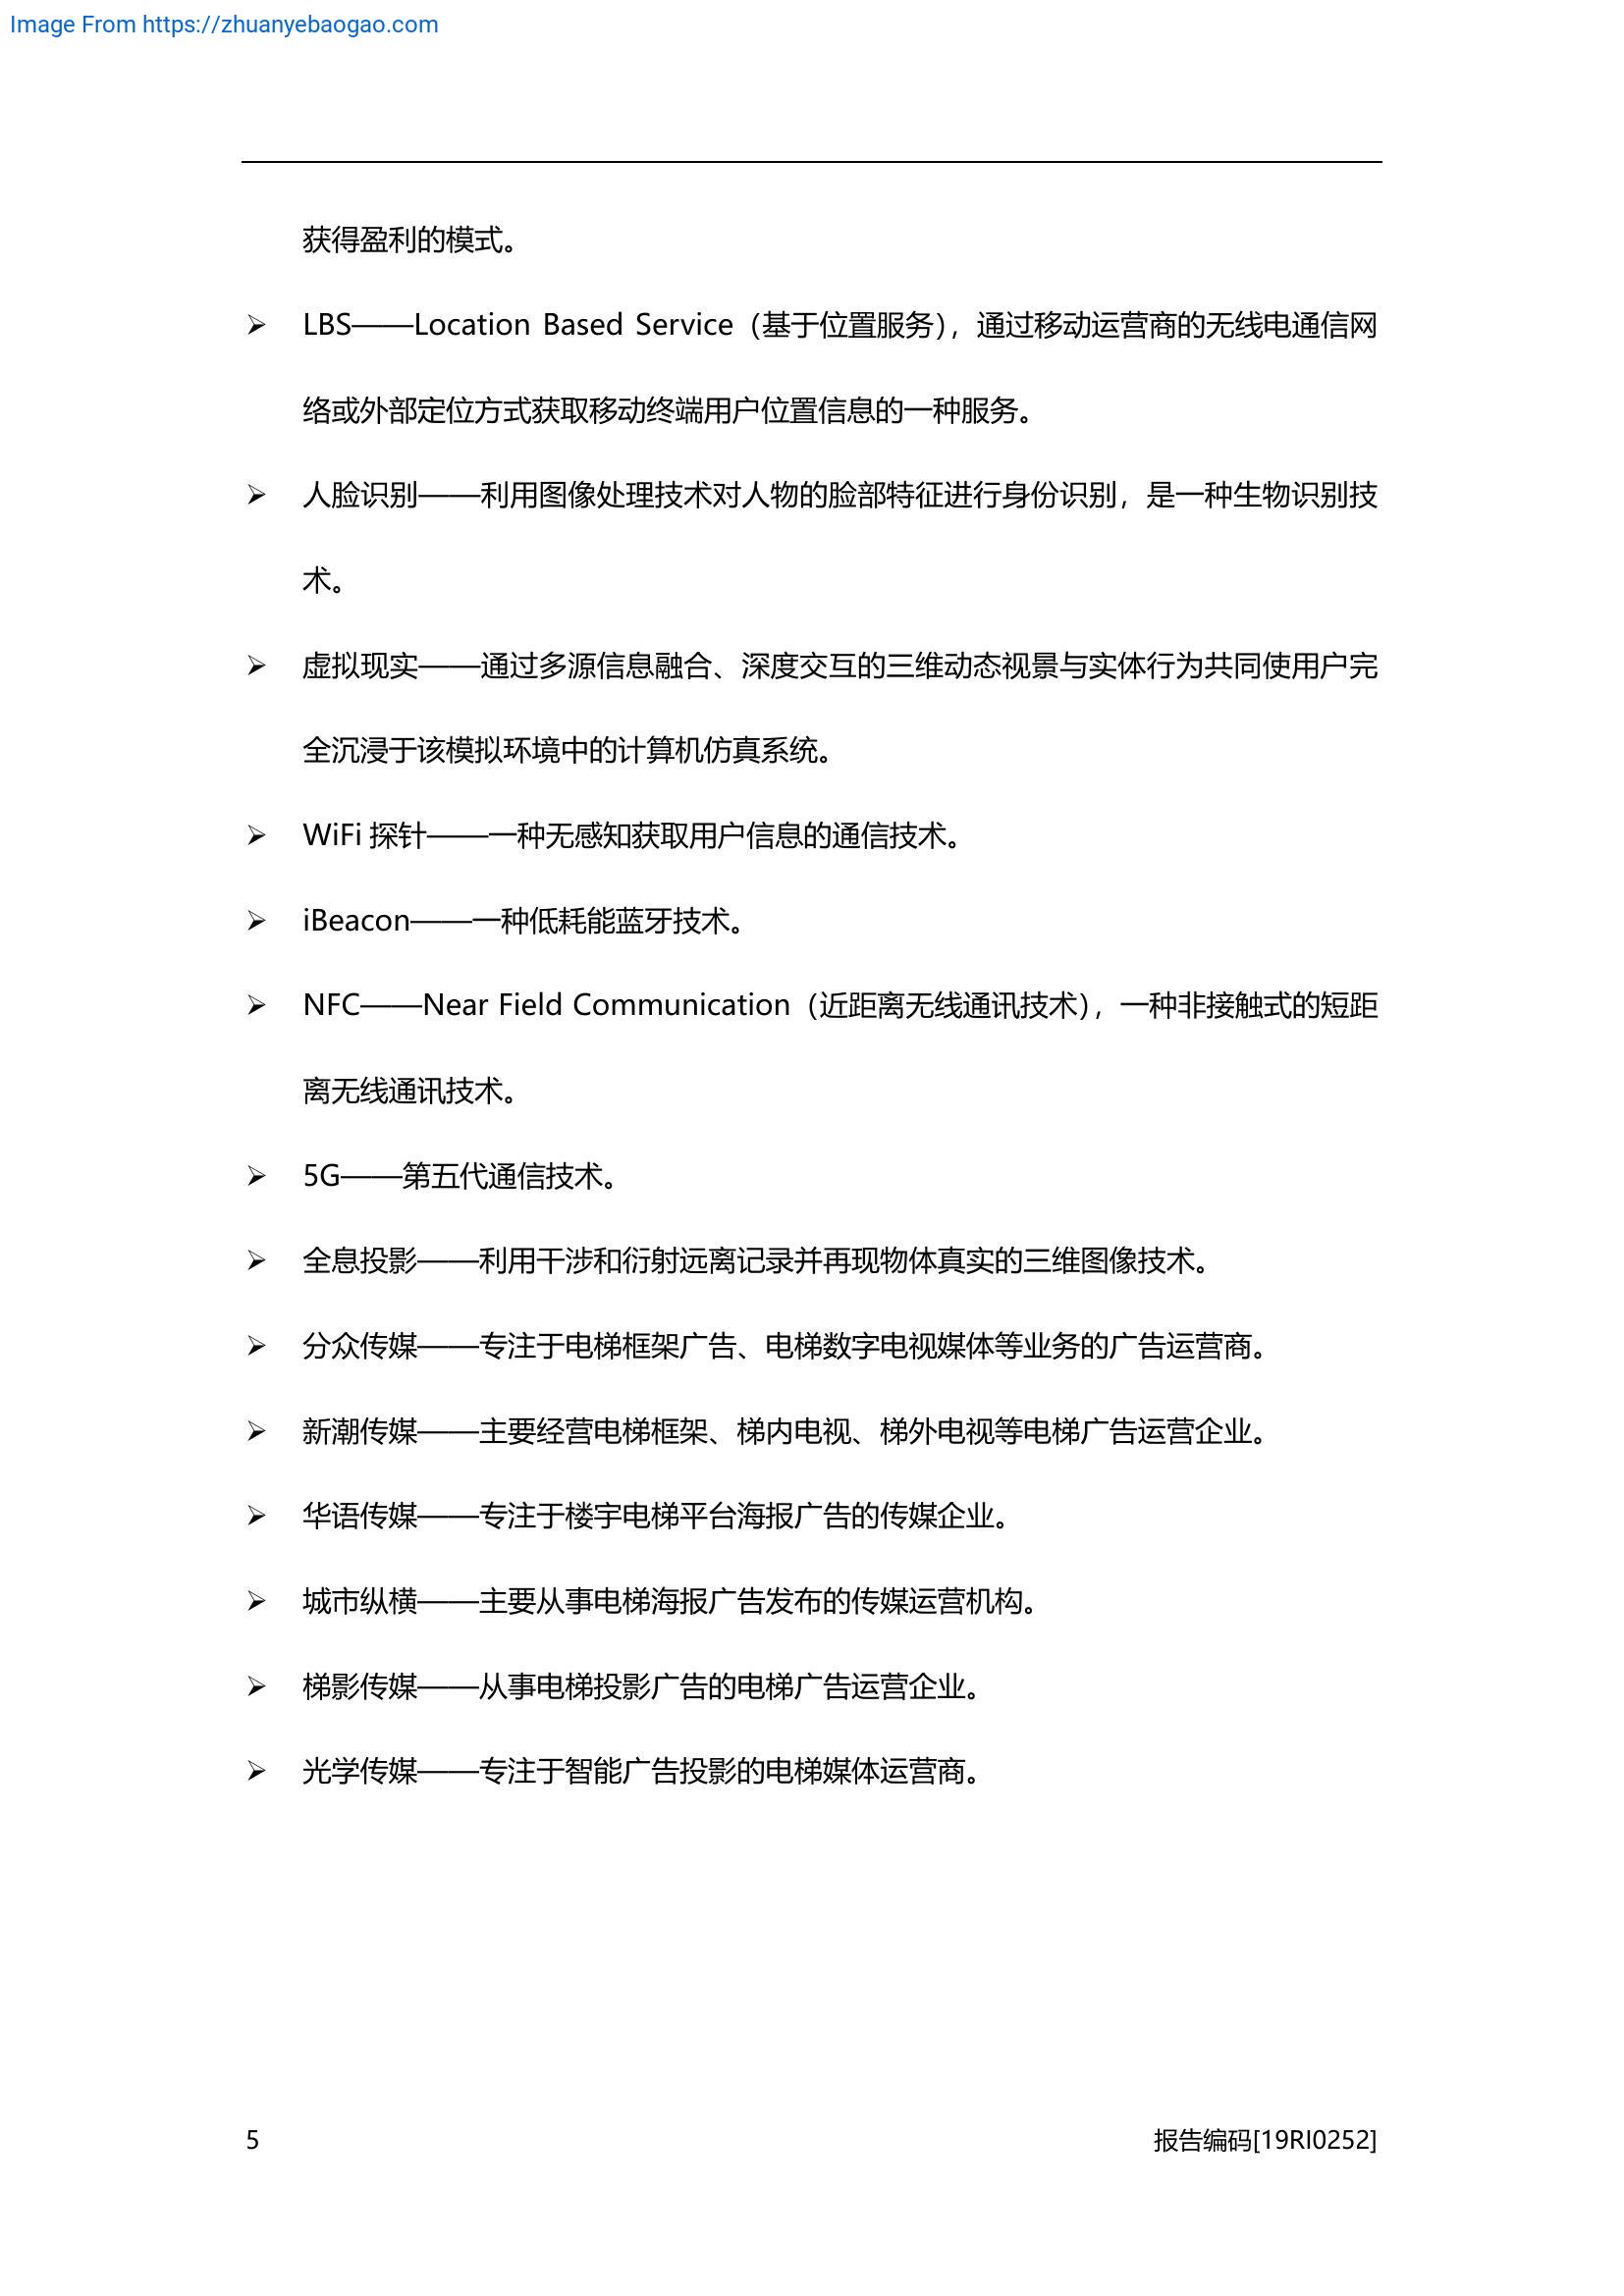 Image From https://zhuanyebaogao.com
获得盈利的模式。
➢ LBS——Location Based Service（基于位置服务），通过移动运营商的无线电通信网
络或外部定位方式获取移动终端用户位置信息的一种服务。
➢ 人脸识别——利用图像处理技术对人物的脸部特征进行身份识别，是一种生物识别技
术。
➢ 虚拟现实——通过多源信息融合、深度交互的三维动态视景与实体行为共同使用户完
全沉浸于该模拟环境中的计算机仿真系统。
➢ WiFi 探针——一种无感知获取用户信息的通信技术。
➢ iBeacon——一种低耗能蓝牙技术。
➢ NFC——Near Field Communication（近距离无线通讯技术），一种非接触式的短距
离无线通讯技术。
➢ 5G——第五代通信技术。
➢ 全息投影——利用干涉和衍射远离记录并再现物体真实的三维图像技术。
➢ 分众传媒——专注于电梯框架广告、电梯数字电视媒体等业务的广告运营商。
➢ 新潮传媒——主要经营电梯框架、梯内电视、梯外电视等电梯广告运营企业。
➢ 华语传媒——专注于楼宇电梯平台海报广告的传媒企业。
➢ 城市纵横——主要从事电梯海报广告发布的传媒运营机构。
➢ 梯影传媒——从事电梯投影广告的电梯广告运营企业。
➢ 光学传媒——专注于智能广告投影的电梯媒体运营商。
5 报告编码[19RI0252]